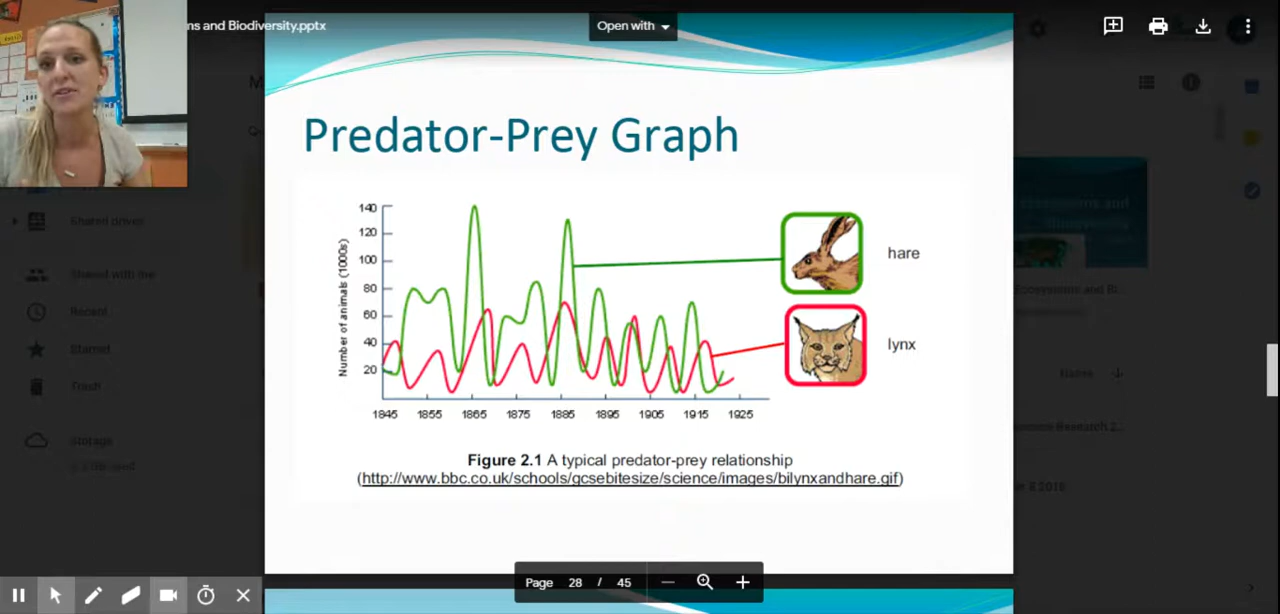 ns and Biodiversity.pptx
Open with
Predator-Prey Graph
Number of animals (1000s)
140
120
100
80
60
40
20
1845 1855 1865 1875 1885 1895 1905 1915 1925
hare
lynx
Figure 2.1 A typical predator-prey relationship
(http://www.bbc.co.uk/schools/gcsebitesize/science/images/bilynxandhare.gif)
Shared with me
Recent
Starred
Trash
Storage
Name
Page 28 / 45